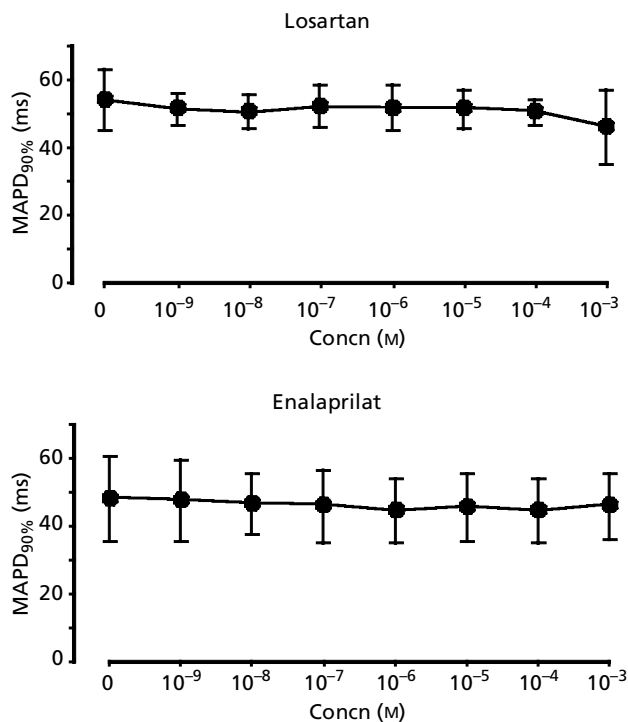 Losartan
MAPD90% (ms)
60
40
20
0
0 10⁻⁹ 10⁻⁸ 10⁻⁷ 10⁻⁶ 10⁻⁵ 10⁻⁴ 10⁻³
Concn (M)
Enalaprilat
MAPD90% (ms)
60
40
20
0
0 10⁻⁹ 10⁻⁸ 10⁻⁷ 10⁻⁶ 10⁻⁵ 10⁻⁴ 10⁻³
Concn (M)